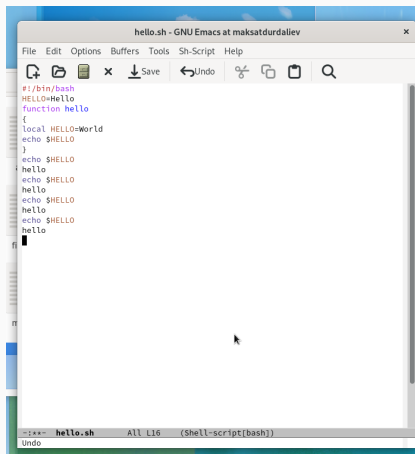 hello.sh - GNU Emacs at maksatdurdaliev
File Edit Options Buffers Tools Sh-Script Help
Save Undo
#!/bin/bash
HELLO=Hello
function hello
{
local HELLO=World
echo $HELLO
}
echo $HELLO
hello
echo $HELLO
hello
echo $HELLO
hello
echo $HELLO
hello
-:**- hello.sh All L16 (Shell-script[bash])
Undo